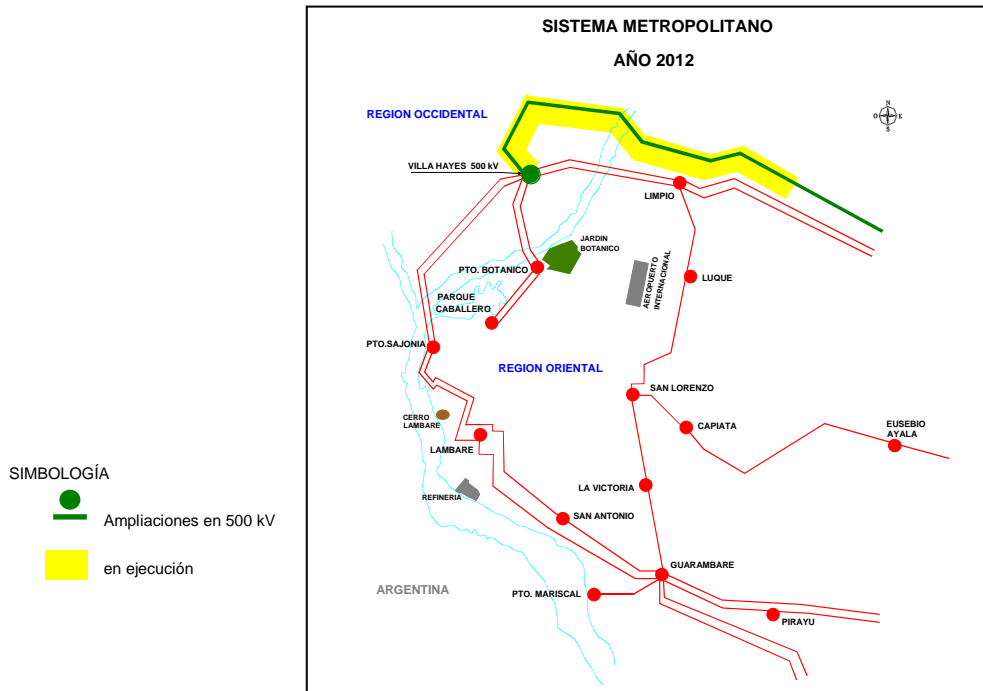 SISTEMA METROPOLITANO
AÑO 2012
REGION OCCIDENTAL
N
O E
S
VILLA HAYES 500 kV
LIMPIO
JARDIN
BOTANICO
PTO. BOTANICO
AEROPUERTO
INTERNACIONAL
LUQUE
PARQUE
CABALLERO
PTO.SAJONIA
REGION ORIENTAL
SAN LORENZO
CERRO
LAMBARE
CAPIATA
EUSEBIO
AYALA
LAMBARE
SIMBOLOGÍA
REFINERIA
LA VICTORIA
Ampliaciones en 500 kV
SAN ANTONIO
en ejecución
GUARAMBARE
ARGENTINA
PTO. MARISCAL
PIRAYU